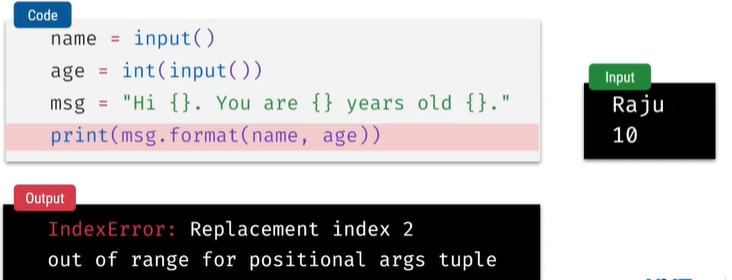 Code
name = input()
age = int(input())
msg = "Hi {}. You are {} years old {}."
print(msg.format(name, age))
Input
Raju
10
Output
IndexError: Replacement index 2
out of range for positional args tuple